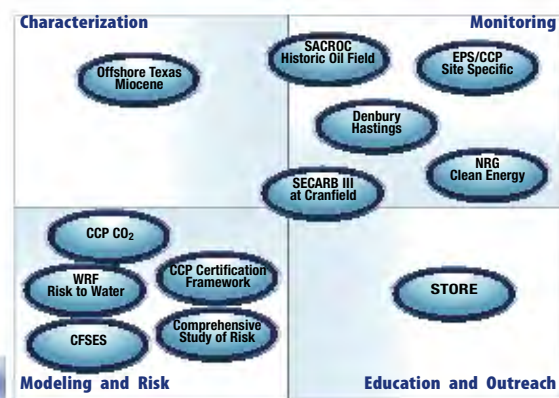 Characterization
Monitoring
Offshore Texas
Miocene
SACROC
Historic Oil Field
EPS/CCP
Site Specific
Denbury
Hastings
NRG
Clean Energy
SECARB III
at Cranfield
CCP CO₂
WRF
Risk to Water
CCP Certification
Framework
CFSES
Comprehensive
Study of Risk
STORE
Modeling and Risk
Education and Outreach